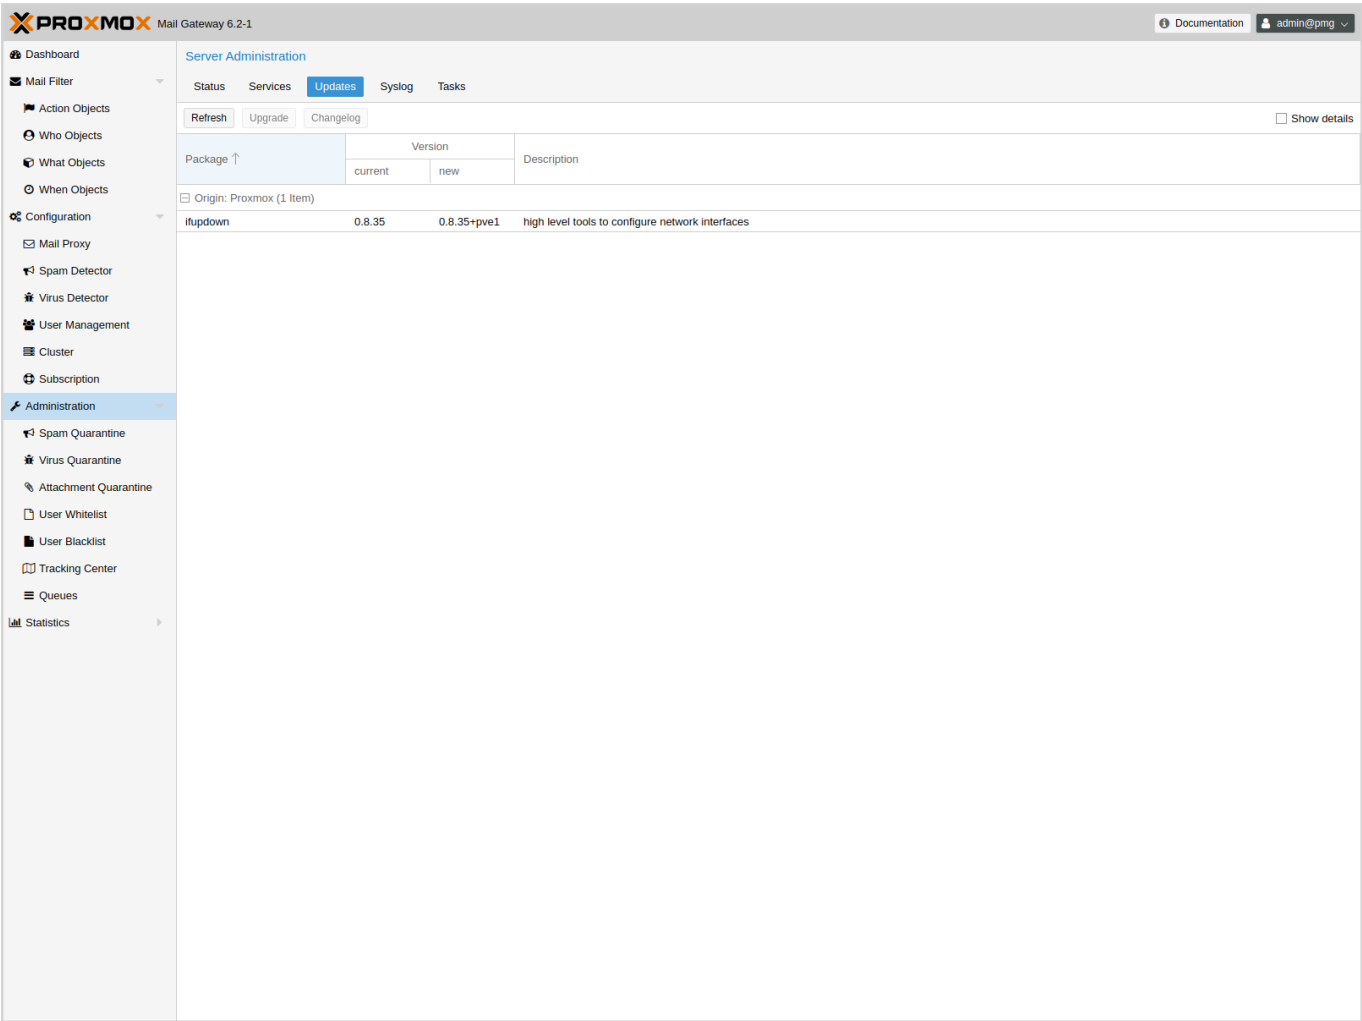 PROXMOX Mail Gateway 6.2-1
Documentation
admin@pmg
Dashboard
Mail Filter
Action Objects
Who Objects
What Objects
When Objects
Configuration
Mail Proxy
Spam Detector
Virus Detector
User Management
Cluster
Subscription
Administration
Spam Quarantine
Virus Quarantine
Attachment Quarantine
User Whitelist
User Blacklist
Tracking Center
Queues
Statistics
Server Administration
Status Services Updates Syslog Tasks
Refresh Upgrade Changelog
Show details
Package
Version
current new
Description
Origin: Proxmox (1 Item)
ifupdown 0.8.35 0.8.35+pve1 high level tools to configure network interfaces